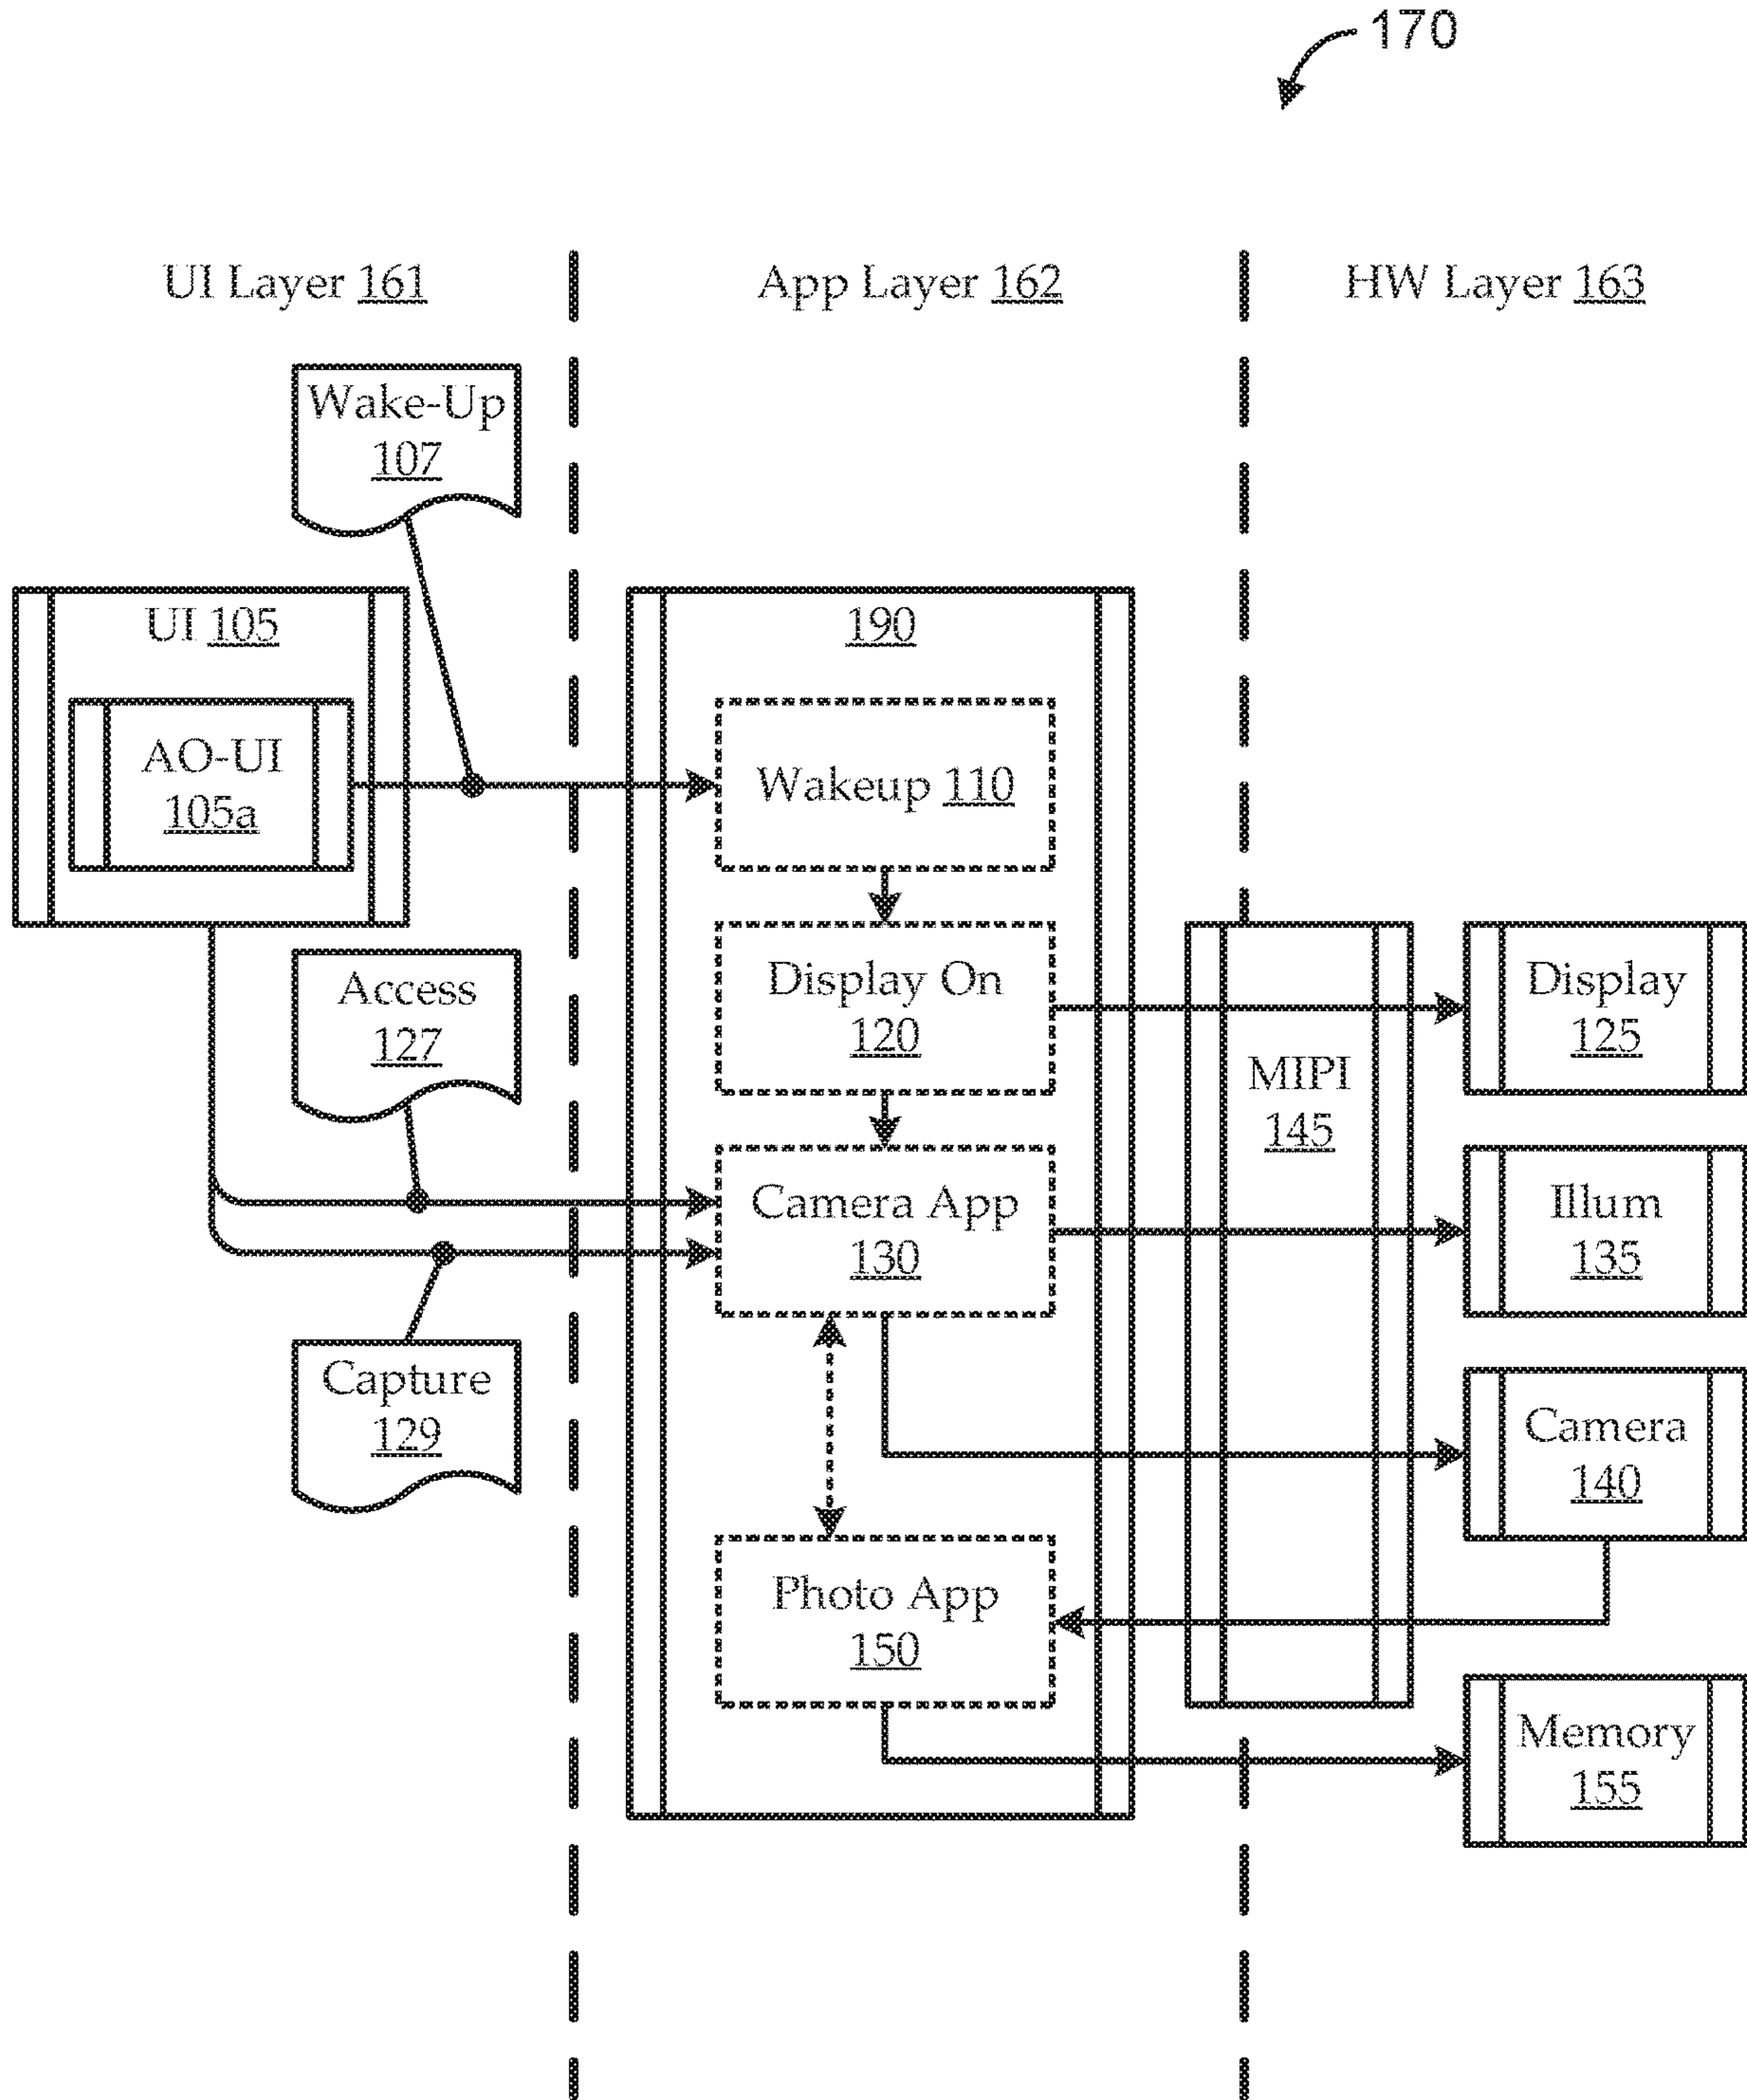 170
UI Layer 161
App Layer 162
HW Layer 163
Wake-Up
107
UI 105
AO-UI
105a
190
Wakeup 110
Access
127
Display On
120
MIPI
145
Display
125
Camera App
130
Illum
135
Capture
129
Camera
140
Photo App
150
Memory
155